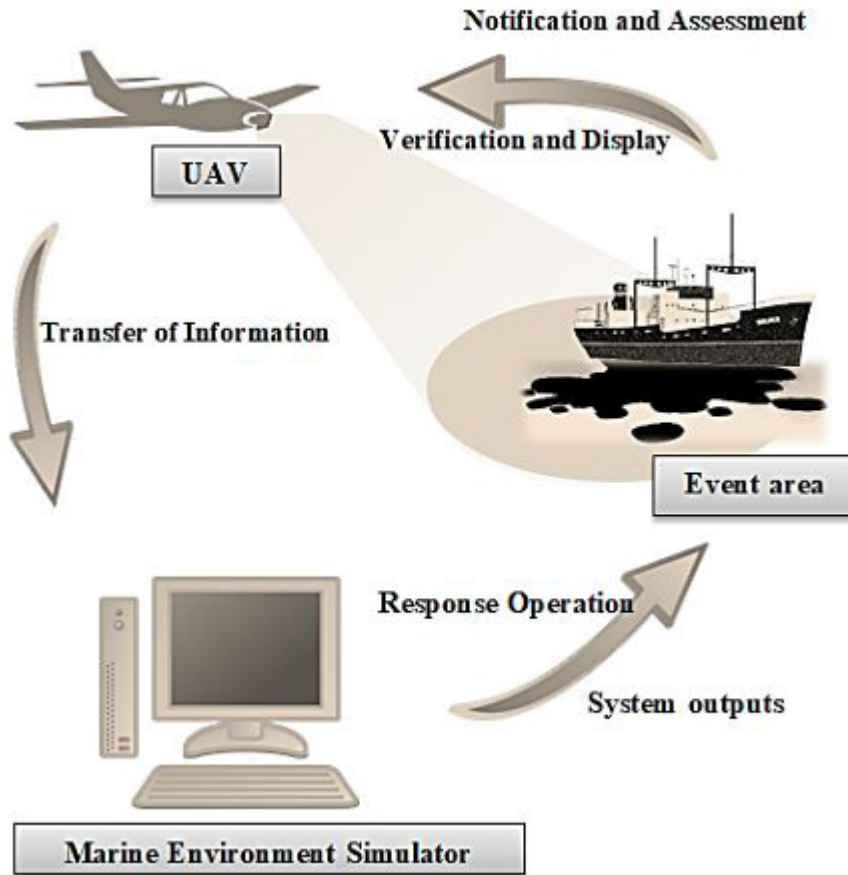 Notification and Assessment
Verification and Display
UAV
Transfer of Information
Event area
Response Operation
System outputs
Marine Environment Simulator